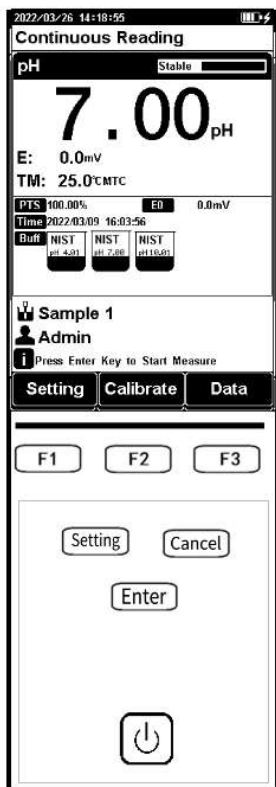 2022/03/26 14:18:55
Continuous Reading
pH Stable
7.00 pH
E: 0.0mV
TM: 25.0℃MTC
PTS 100.00% E0 0.0mV
Time 2022/03/09 16:03:56
Buff NIST NIST NIST
pH 4.01 pH 7.00 pH10.01
Sample 1
Admin
i Press Enter Key to Start Measure
Setting Calibrate Data
F1 F2 F3
Setting Cancel
Enter